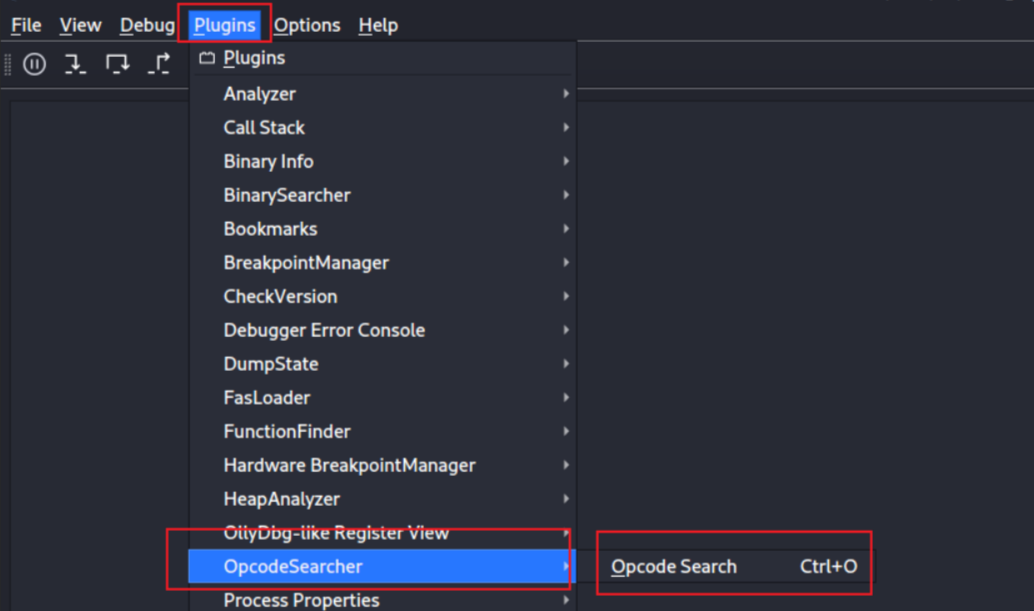 File View Debug Plugins Options Help
Plugins
Analyzer
Call Stack
Binary Info
BinarySearcher
Bookmarks
BreakpointManager
CheckVersion
Debugger Error Console
DumpState
FasLoader
FunctionFinder
Hardware BreakpointManager
HeapAnalyzer
OllyDbg-like Register View
OpcodeSearcher Opcode Search Ctrl+O
Process Properties